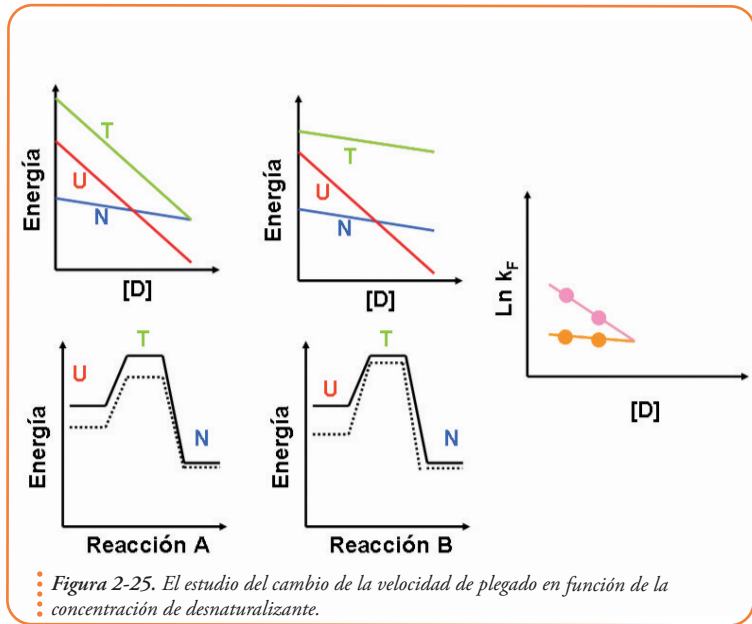 Energía
T
U
N
[D]
Energía
T
U
N
[D]
Ln kF
[D]
Energía
U
T
N
Reacción A
Energía
U
T
N
Reacción B
Figura 2-25. El estudio del cambio de la velocidad de plegado en función de la
concentración de desnaturalizante.